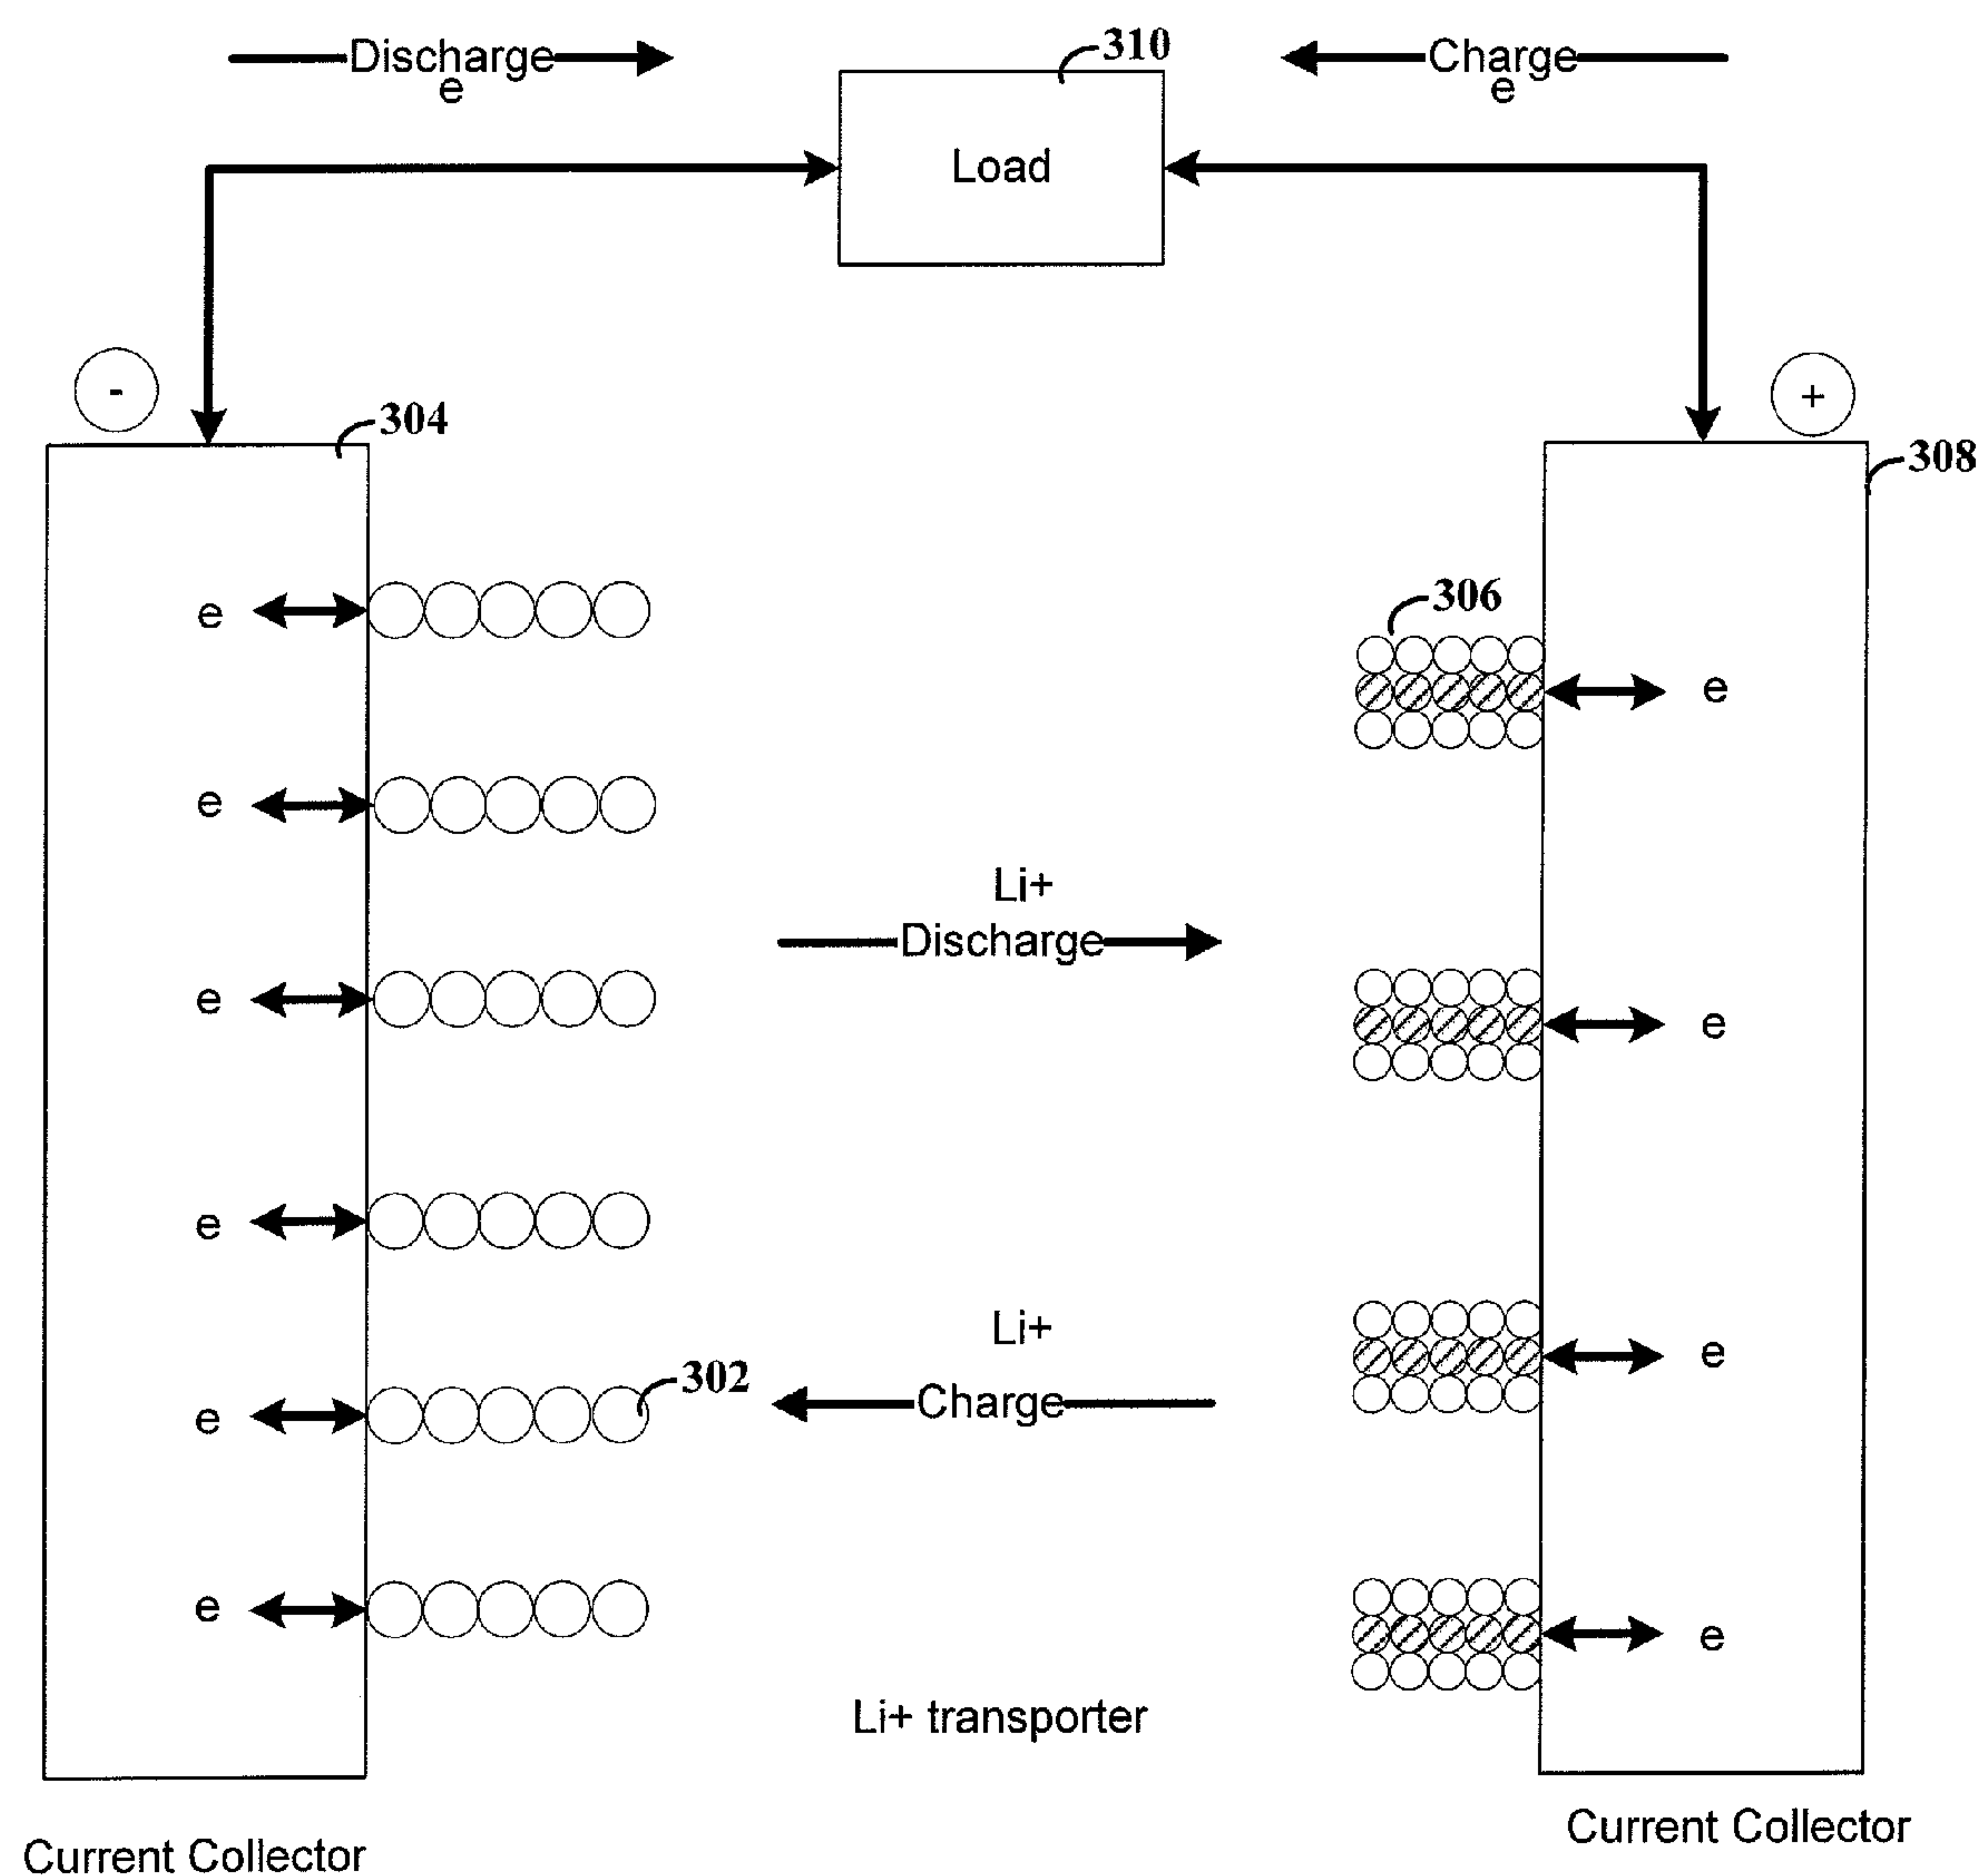 Discharge
e
310
Charge
e
Load
-
+
304
308
e
306
e
e
Li+
Discharge
e
e
e
Li+
Charge
e
302
e
e
e
e
Li+ transporter
Current Collector
Current Collector